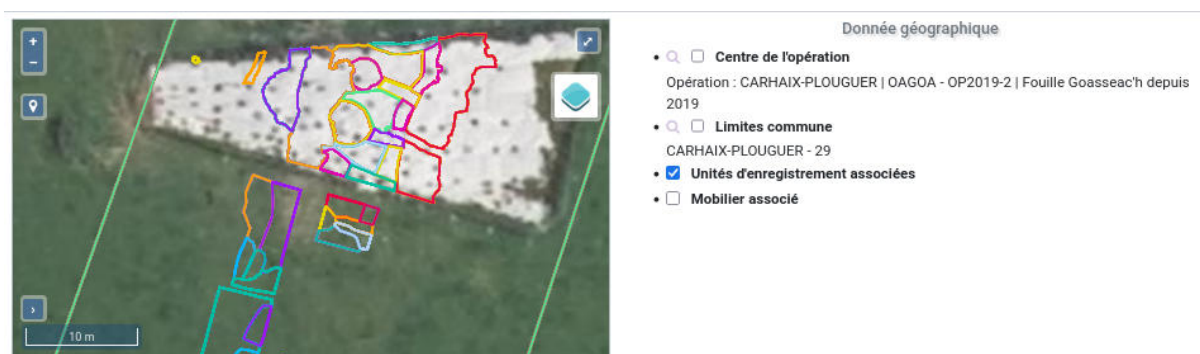 Donnée géographique
Centre de l'opération
Opération : CARHAIX-PLOUGUER | OAGOA - OP2019-2 | Fouille Goasseac'h depuis
2019
Limites commune
CARHAIX-PLOUGUER - 29
Unités d'enregistrement associées
Mobilier associé
+
–
›
10 m